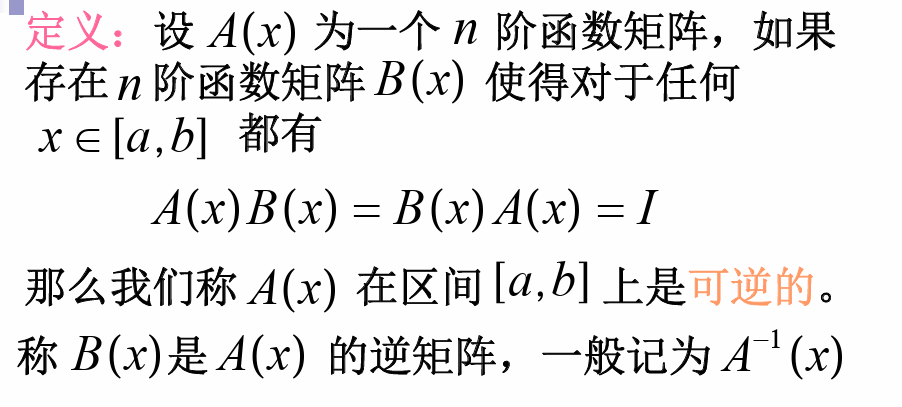 定义：设 A(x) 为一个 n 阶函数矩阵，如果
存在 n 阶函数矩阵 B(x) 使得对于任何
x ∈ [a,b] 都有
A(x)B(x) = B(x)A(x) = I
那么我们称 A(x) 在区间 [a,b] 上是可逆的。
称 B(x) 是 A(x) 的逆矩阵，一般记为 A⁻¹(x)